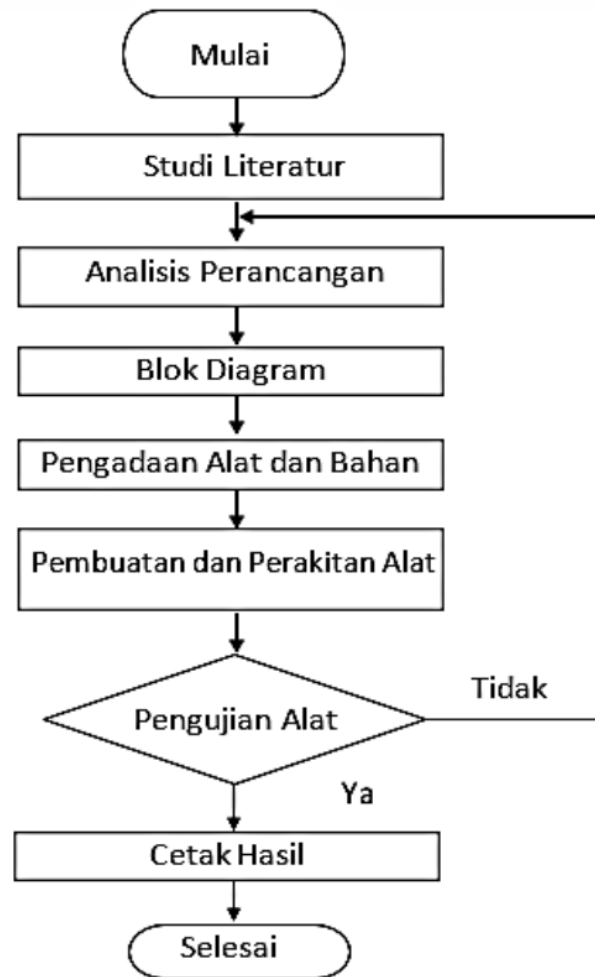 Mulai
Studi Literatur
Analisis Perancangan
Blok Diagram
Pengadaan Alat dan Bahan
Pembuatan dan Perakitan Alat
Pengujian Alat
Tidak
Ya
Cetak Hasil
Selesai